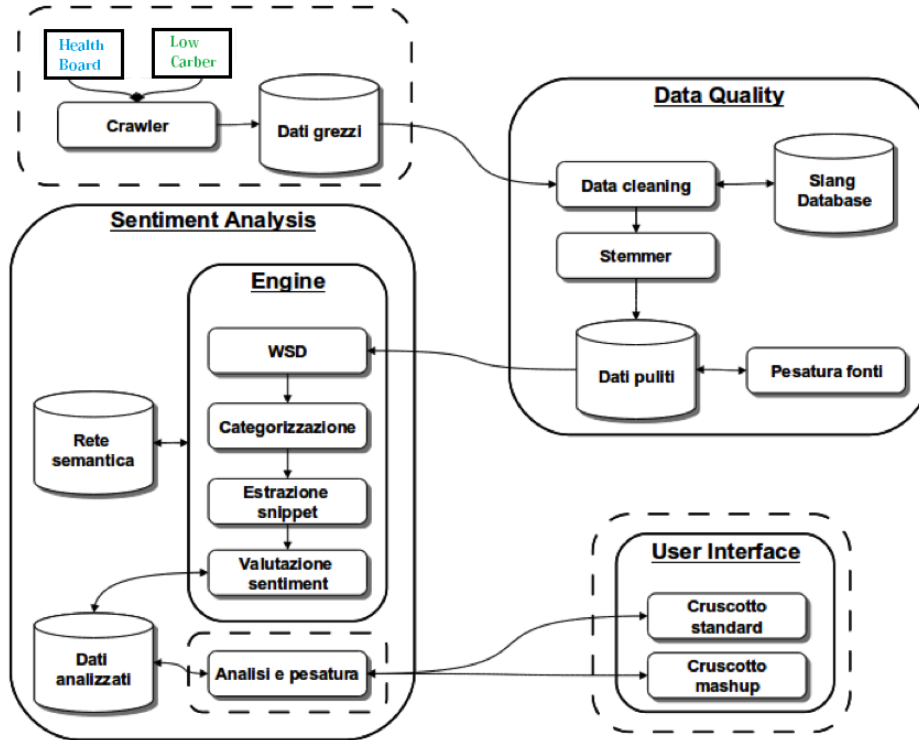 Health
Board
Low
Carber
Crawler
Dati grezzi
Data Quality
Data cleaning
Slang
Database
Stemmer
Dati puliti
Pesatura fonti
Sentiment Analysis
Engine
WSD
Categorizzazione
Rete
semantica
Estrazione
snippet
Valutazione
sentiment
Dati
analizzati
Analisi e pesatura
User Interface
Cruscotto
standard
Cruscotto
mashup